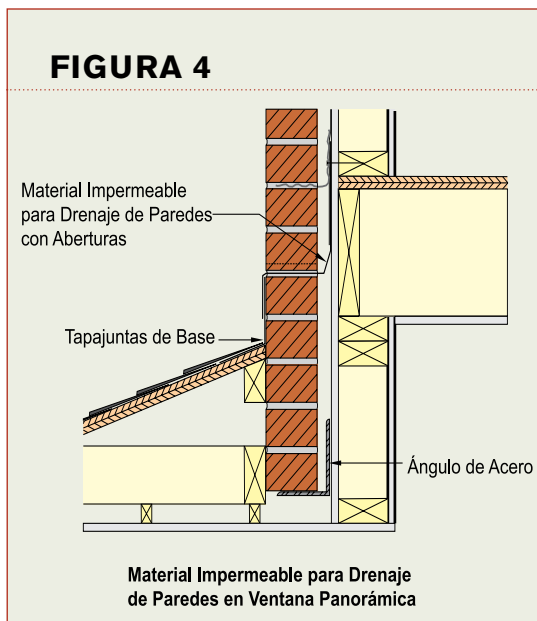 FIGURA 4
Material Impermeable
para Drenaje de Paredes
con Aberturas
Tapajuntas de Base
Ángulo de Acero
Material Impermeable para Drenaje
de Paredes en Ventana Panorámica